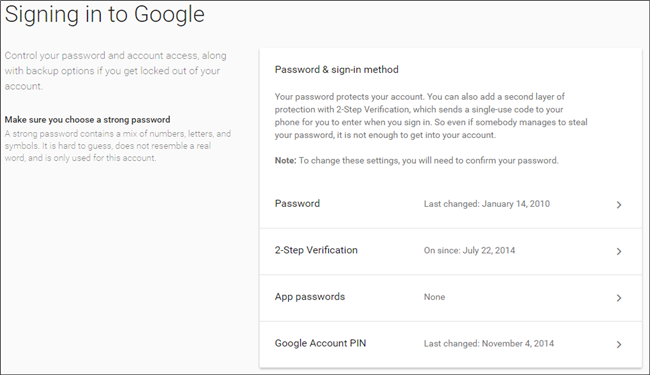 Signing in to Google
Control your password and account access, along
with backup options if you get locked out of your
account.
Make sure you choose a strong password
A strong password contains a mix of numbers, letters, and
symbols. It is hard to guess, does not resemble a real
word, and is only used for this account.
Password & sign-in method
Your password protects your account. You can also add a second layer of
protection with 2-Step Verification, which sends a single-use code to your
phone for you to enter when you sign in. So even if somebody manages to steal
your password, it is not enough to get into your account.
Note: To change these settings, you will need to confirm your password.
Password Last changed: January 14, 2010
2-Step Verification On since: July 22, 2014
App passwords None
Google Account PIN Last changed: November 4, 2014